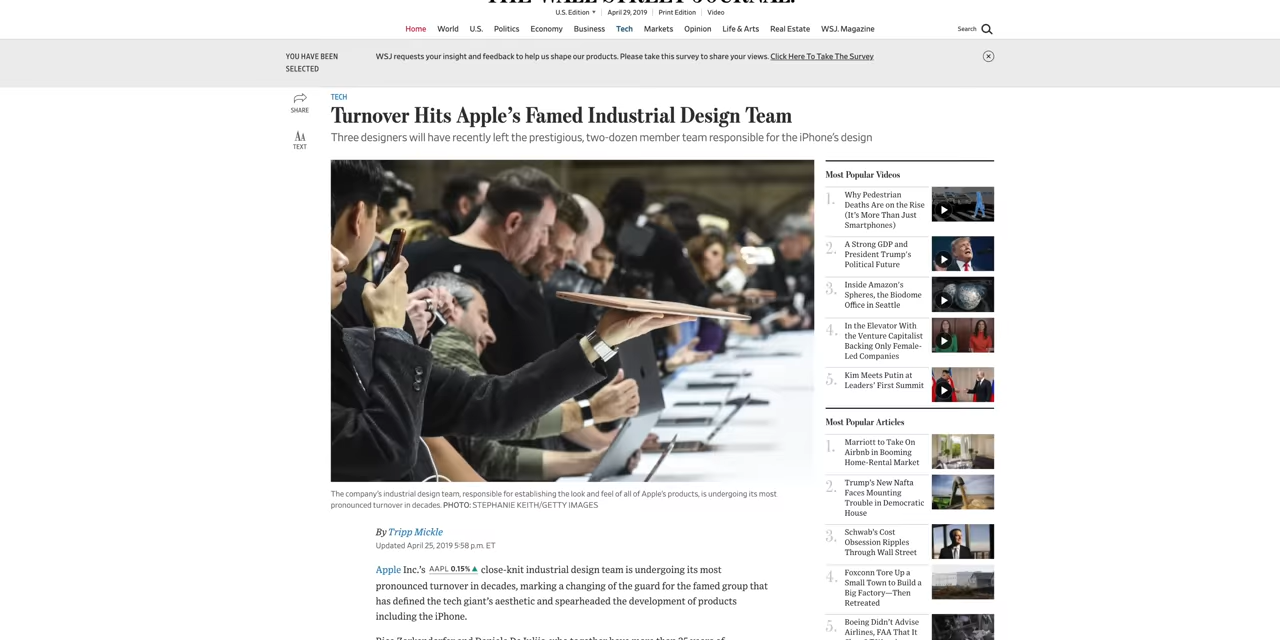 THE WALL STREET JOURNAL.
U.S. Edition ▼ | April 29, 2019 | Print Edition | Video
Home World U.S. Politics Economy Business Tech Markets Opinion Life & Arts Real Estate WSJ. Magazine Search
YOU HAVE BEEN
SELECTED
WSJ requests your insight and feedback to help us shape our products. Please take this survey to share your views. Click Here To Take The Survey
SHARE
AA
TEXT
TECH
Turnover Hits Apple’s Famed Industrial Design Team
Three designers will have recently left the prestigious, two-dozen member team responsible for the iPhone’s design
The company’s industrial design team, responsible for establishing the look and feel of all of Apple’s products, is undergoing its most
pronounced turnover in decades. PHOTO: STEPHANIE KEITH/GETTY IMAGES
By Tripp Mickle
Updated April 25, 2019 5:58 p.m. ET
Apple Inc.’s AAPL 0.15% ▲ close-knit industrial design team is undergoing its most
pronounced turnover in decades, marking a changing of the guard for the famed group that
has defined the tech giant’s aesthetic and spearheaded the development of products
including the iPhone.
Most Popular Videos
1.
Why Pedestrian
Deaths Are on the Rise
(It’s More Than Just
Smartphones)
2.
A Strong GDP and
President Trump’s
Political Future
3.
Inside Amazon’s
Spheres, the Biodome
Office in Seattle
4.
In the Elevator With
the Venture Capitalist
Backing Only Female-
Led Companies
5.
Kim Meets Putin at
Leaders’ First Summit
Most Popular Articles
1.
Marriott to Take On
Airbnb in Booming
Home-Rental Market
2.
Trump’s New Nafta
Faces Mounting
Trouble in Democratic
House
3.
Schwab’s Cost
Obsession Ripples
Through Wall Street
4.
Foxconn Tore Up a
Small Town to Build a
Big Factory—Then
Retreated
5.
Boeing Didn’t Advise
Airlines, FAA That It